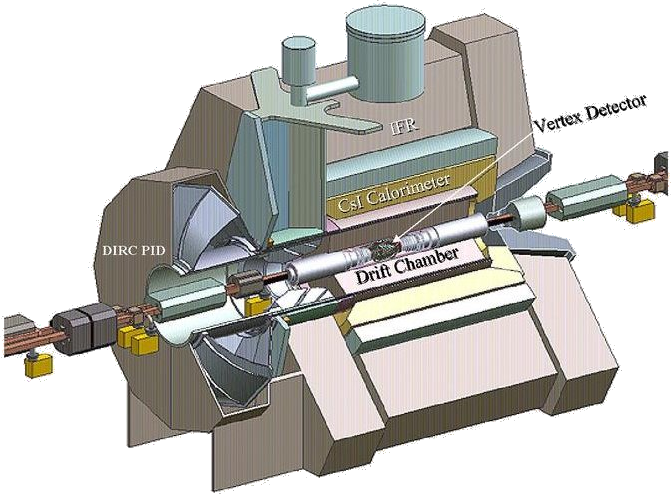 IFR
Vertex Detector
CsI Calorimeter
DIRC PID
Drift Chamber